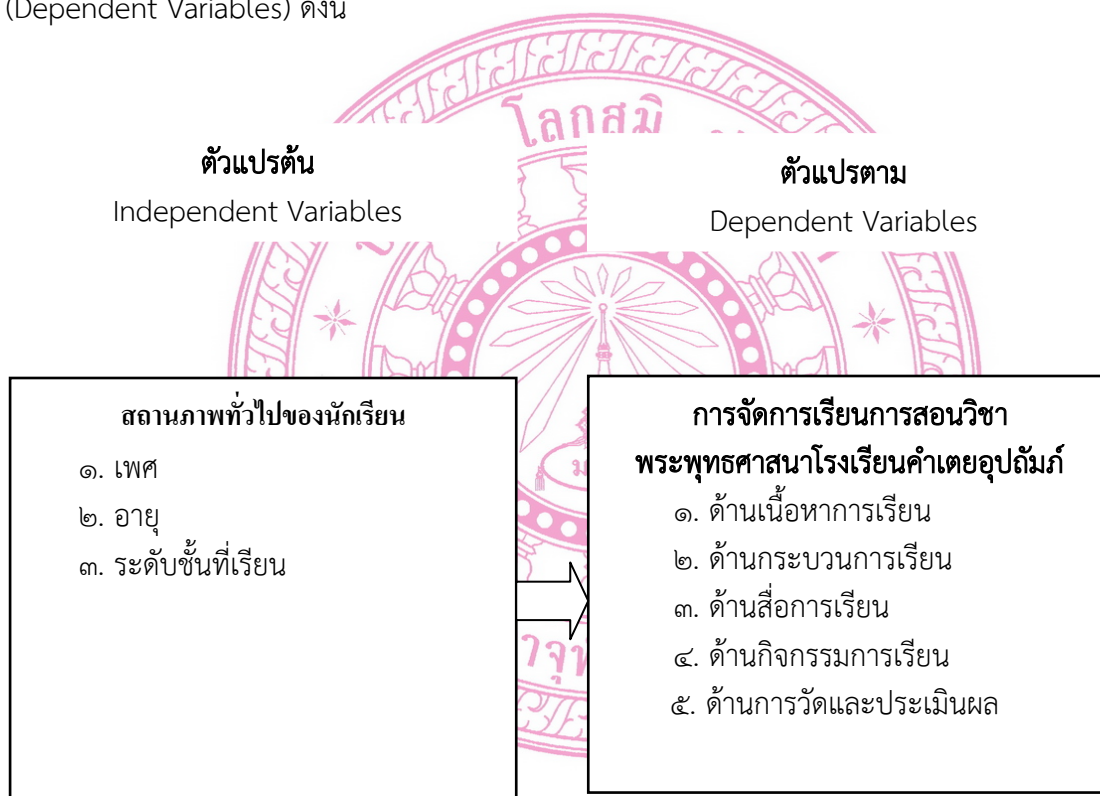 (Dependent Variables) ดังนี้
โลกสมิ
ตัวแปรต้น
Independent Variables
ตัวแปรตาม
Dependent Variables
สถานภาพทั่วไปของนักเรียน
๑. เพศ
๒. อายุ
๓. ระดับชั้นที่เรียน
การจัดการเรียนการสอนวิชา
พระพุทธศาสนาโรงเรียนคำเตยอุปถัมภ์
๑. ด้านเนื้อหาการเรียน
๒. ด้านกระบวนการเรียน
๓. ด้านสื่อการเรียน
๔. ด้านกิจกรรมการเรียน
๕. ด้านการวัดและประเมินผล